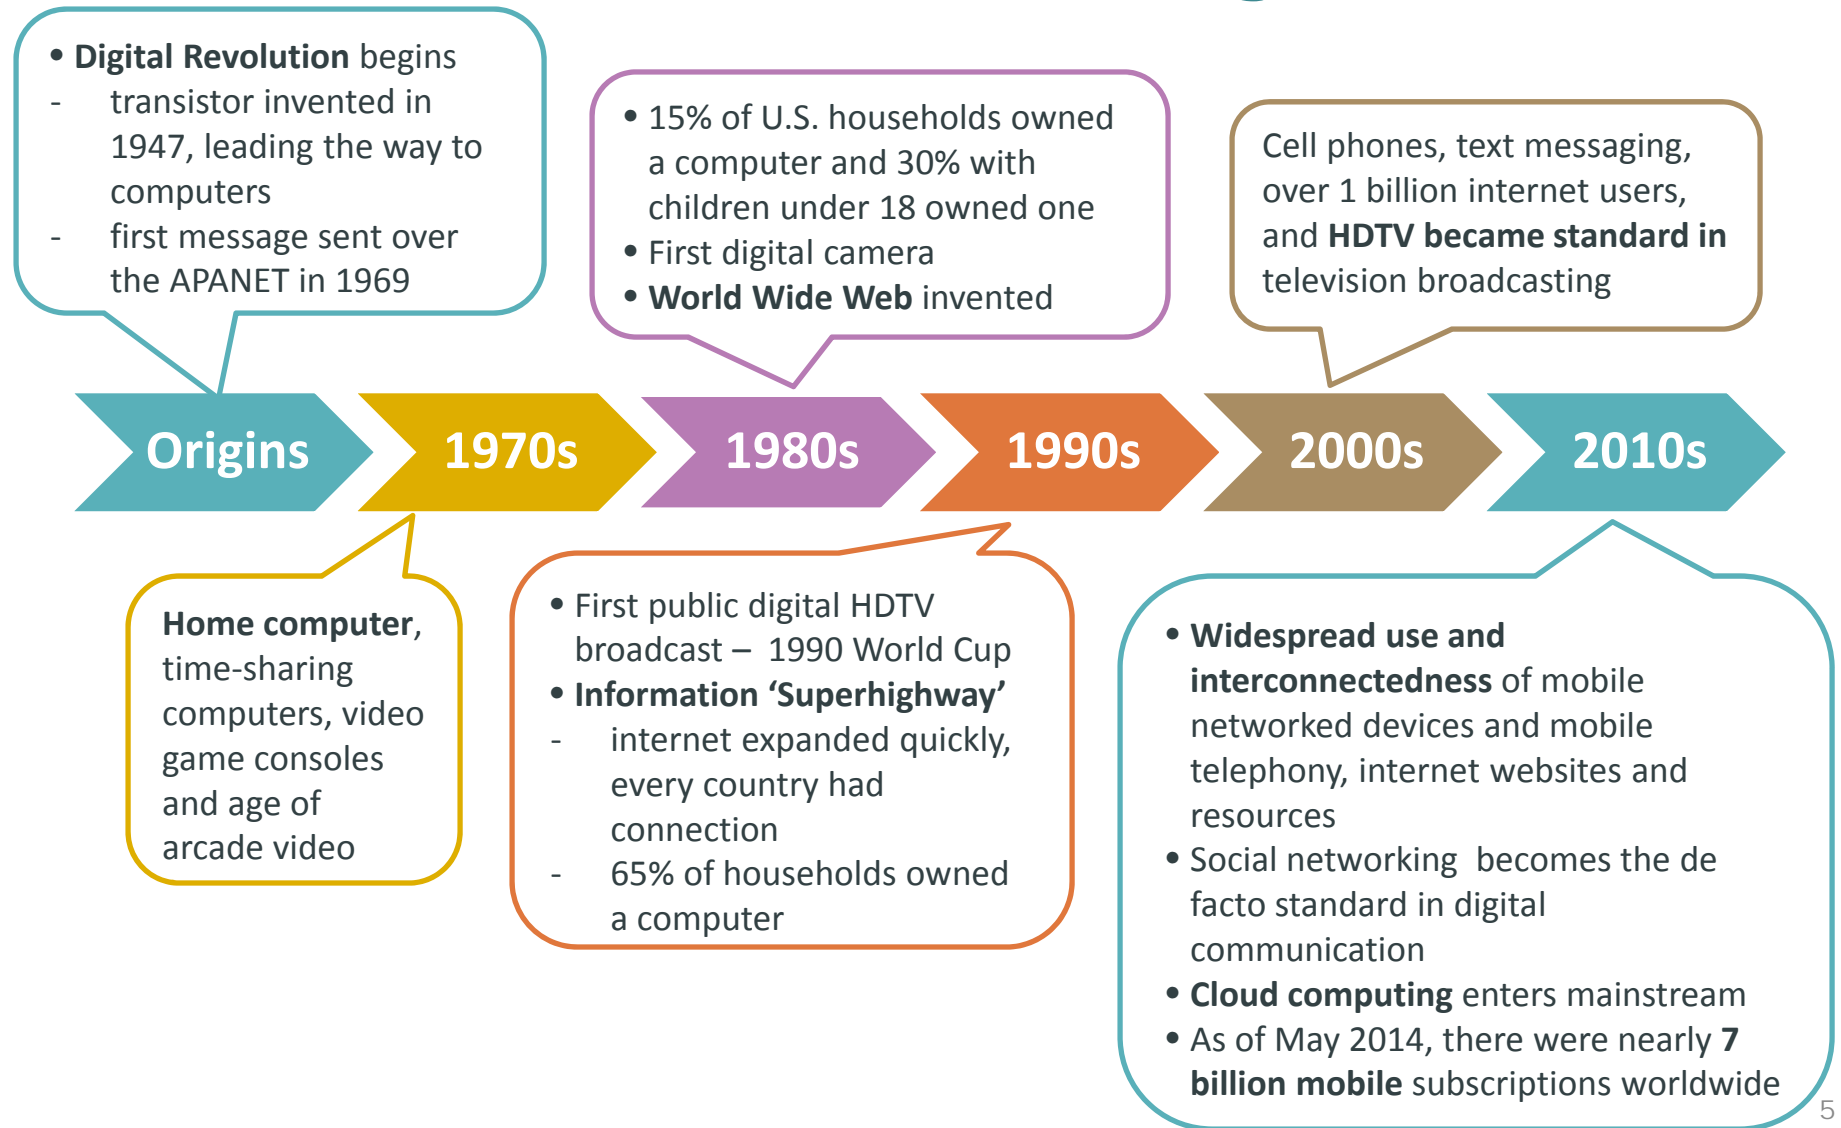 • Digital Revolution begins
- transistor invented in
1947, leading the way to
computers
- first message sent over
the APANET in 1969
• 15% of U.S. households owned
a computer and 30% with
children under 18 owned one
• First digital camera
• World Wide Web invented
Cell phones, text messaging,
over 1 billion internet users,
and HDTV became standard in
television broadcasting
Origins
1970s
1980s
1990s
2000s
2010s
Home computer,
time-sharing
computers, video
game consoles
and age of
arcade video
• First public digital HDTV
broadcast – 1990 World Cup
• Information ‘Superhighway’
- internet expanded quickly,
every country had
connection
- 65% of households owned
a computer
• Widespread use and
interconnectedness of mobile
networked devices and mobile
telephony, internet websites and
resources
• Social networking becomes the de
facto standard in digital
communication
• Cloud computing enters mainstream
• As of May 2014, there were nearly 7
billion mobile subscriptions worldwide
5